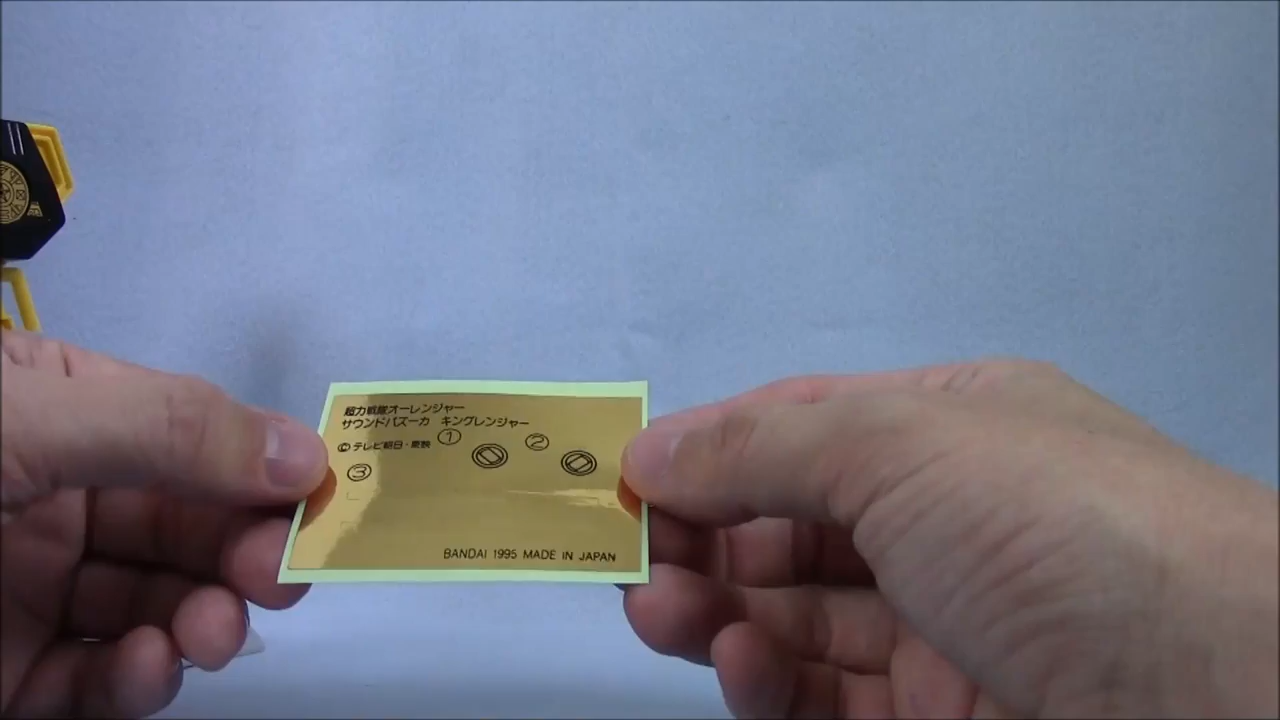 超力戦隊オーレンジャー
サウンドバズーカ キングレンジャー
© テレビ朝日・東映 ① ②
③
BANDAI 1995 MADE IN JAPAN